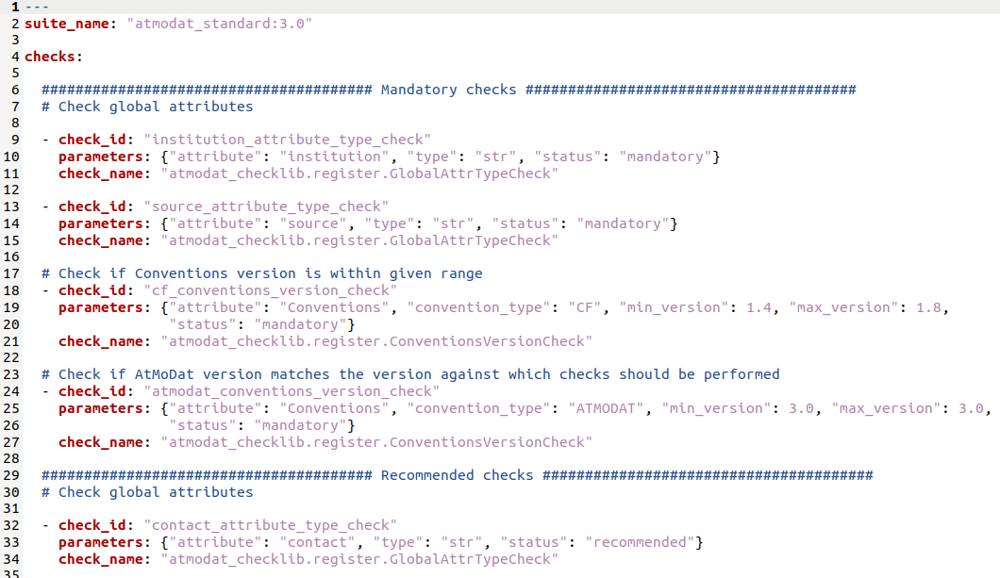 1 ---
2 suite_name: "atmodat_standard:3.0"
3
4 checks:
5
6 ####################################### Mandatory checks #######################################
7 # Check global attributes
8
9 - check_id: "institution_attribute_type_check"
10 parameters: {"attribute": "institution", "type": "str", "status": "mandatory"}
11 check_name: "atmodat_checklib.register.GlobalAttrTypeCheck"
12
13 - check_id: "source_attribute_type_check"
14 parameters: {"attribute": "source", "type": "str", "status": "mandatory"}
15 check_name: "atmodat_checklib.register.GlobalAttrTypeCheck"
16
17 # Check if Conventions version is within given range
18 - check_id: "cf_conventions_version_check"
19 parameters: {"attribute": "Conventions", "convention_type": "CF", "min_version": 1.4, "max_version": 1.8,
20 "status": "mandatory"}
21 check_name: "atmodat_checklib.register.ConventionsVersionCheck"
22
23 # Check if AtMoDat version matches the version against which checks should be performed
24 - check_id: "atmodat_conventions_version_check"
25 parameters: {"attribute": "Conventions", "convention_type": "ATMODAT", "min_version": 3.0, "max_version": 3.0,
26 "status": "mandatory"}
27 check_name: "atmodat_checklib.register.ConventionsVersionCheck"
28
29 ####################################### Recommended checks #######################################
30 # Check global attributes
31
32 - check_id: "contact_attribute_type_check"
33 parameters: {"attribute": "contact", "type": "str", "status": "recommended"}
34 check_name: "atmodat_checklib.register.GlobalAttrTypeCheck"
35